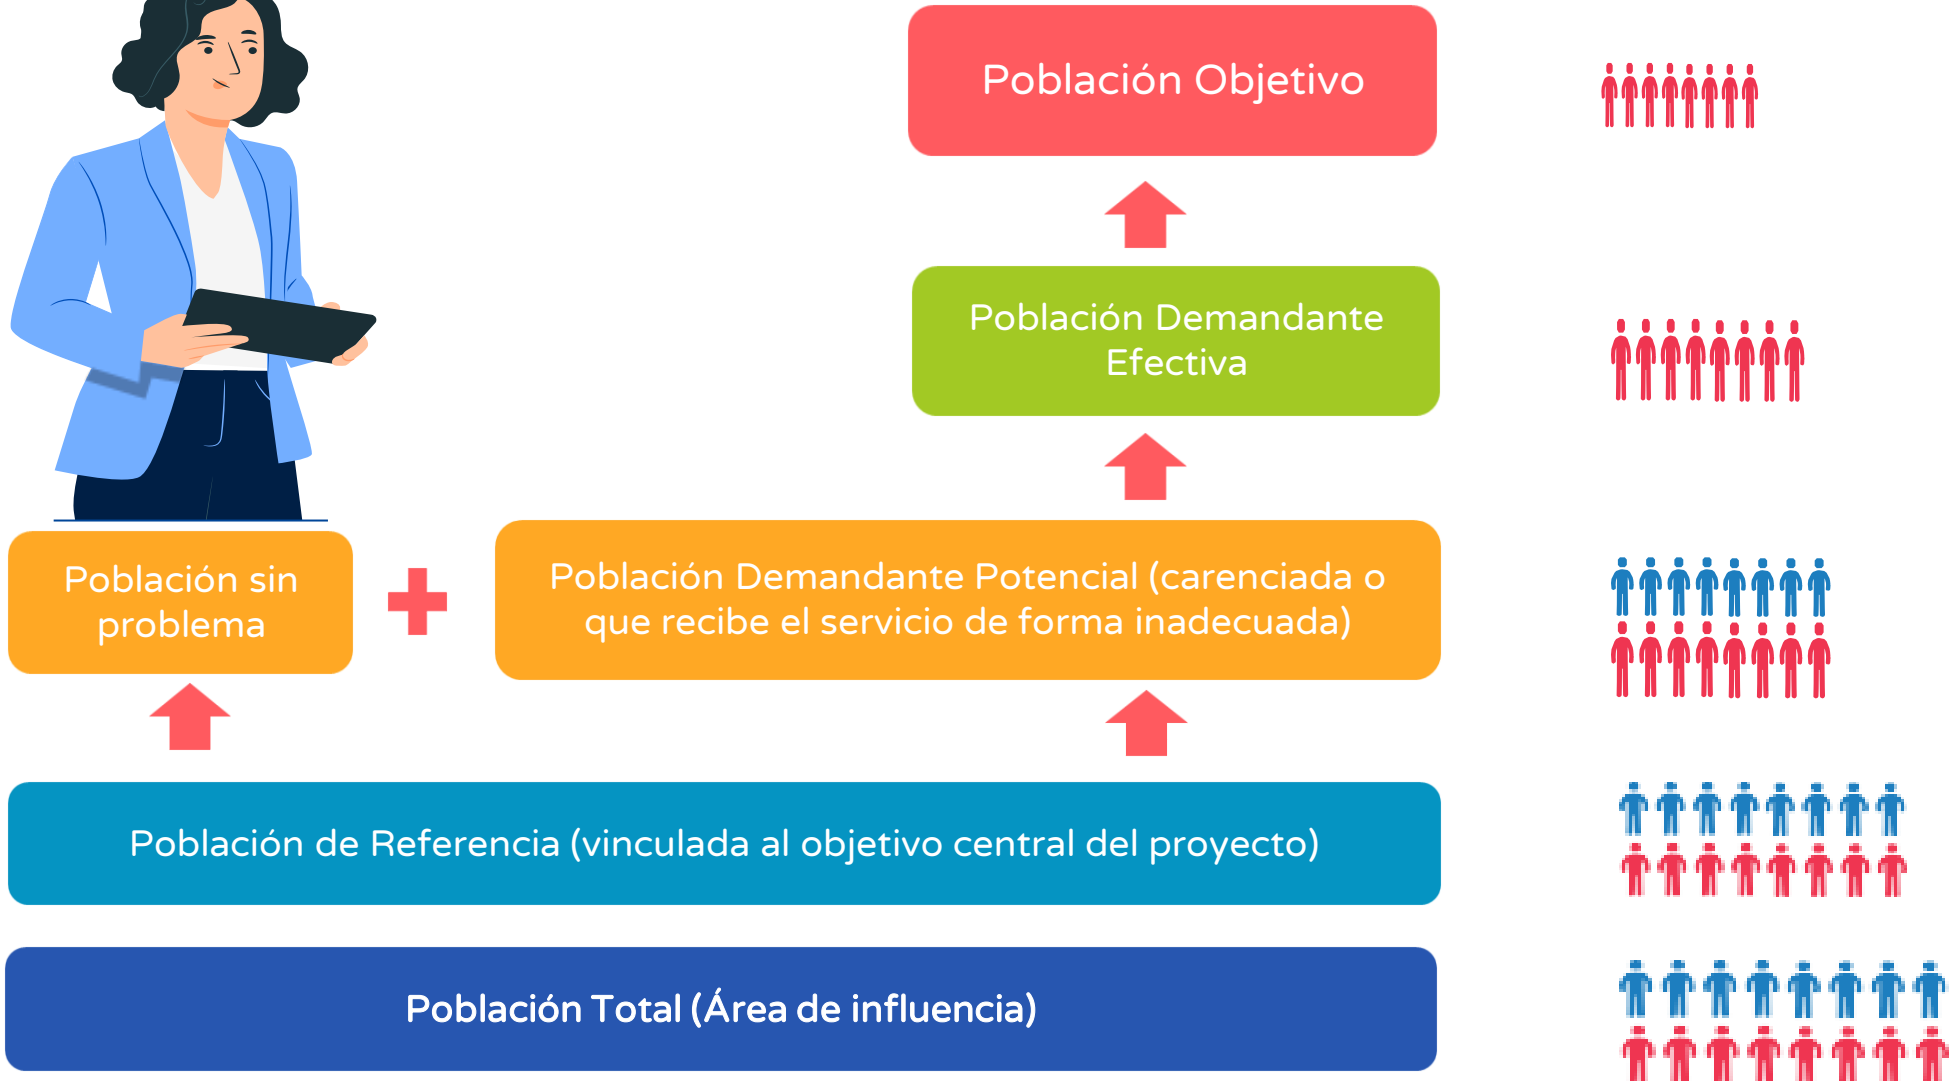 Población Objetivo
Población Demandante
Efectiva
Población sin
problema
Población Demandante Potencial (carenciada o
que recibe el servicio de forma inadecuada)
Población de Referencia (vinculada al objetivo central del proyecto)
Población Total (Área de influencia)